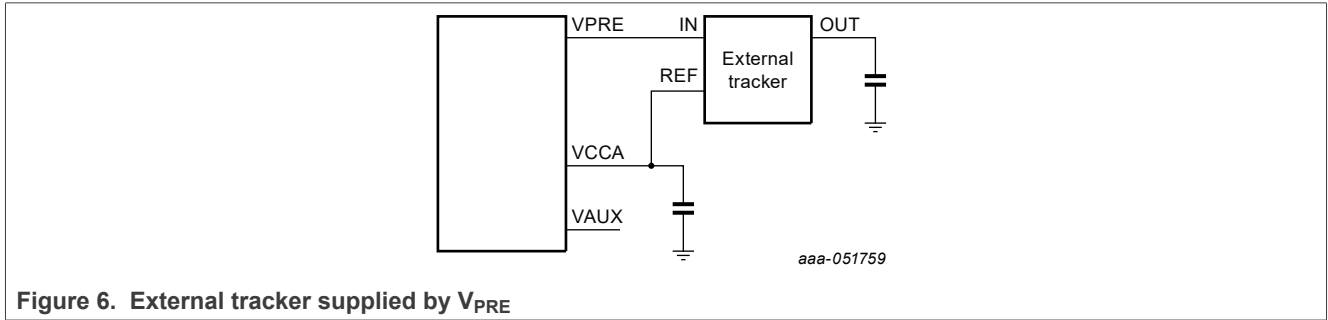 VPRE
IN
OUT
External
tracker
REF
VCCA
VAUX
aaa-051759
Figure 6. External tracker supplied by VPRE